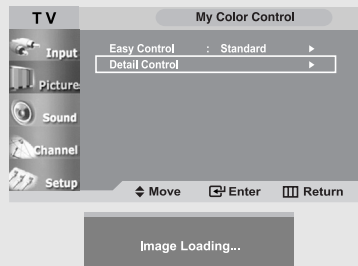 TV
My Color Control
Input
Picture
Sound
Channel
Setup
Easy Control : Standard
Detail Control
Move Enter Return
Image Loading...